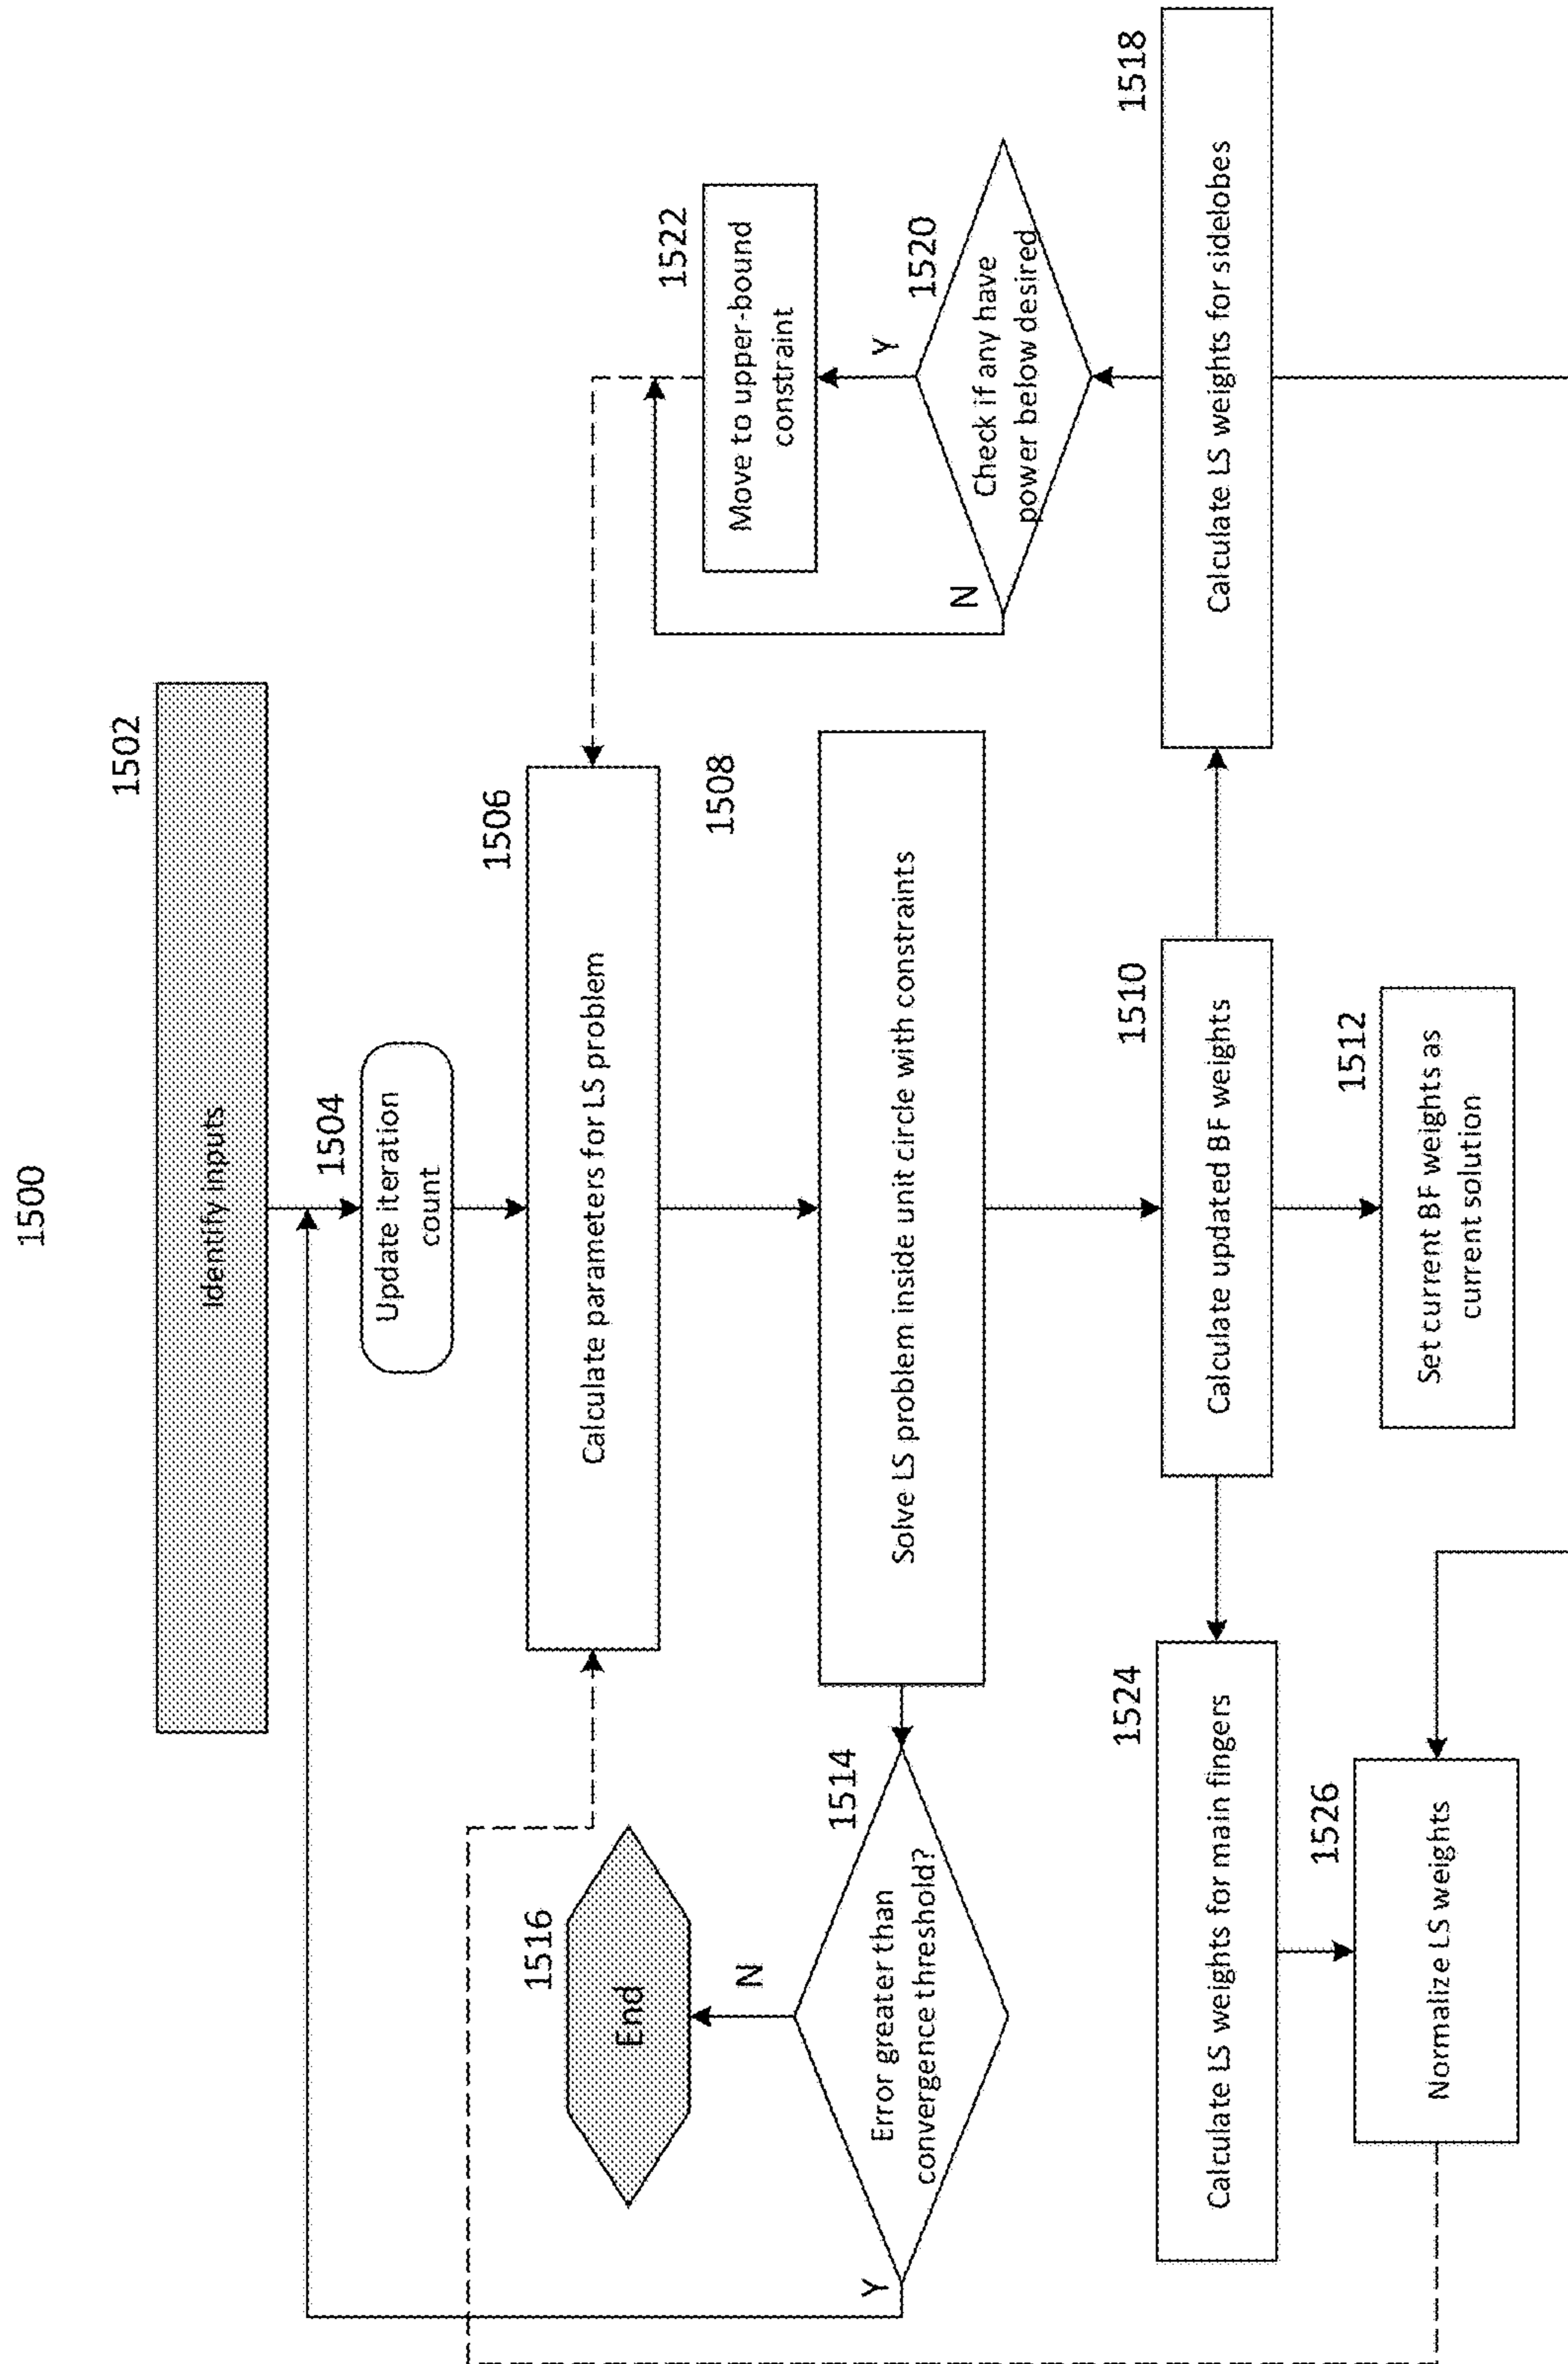 1500
1502
Identify inputs
1504
Update iteration
count
1506
Calculate parameters for LS problem
1508
Solve LS problem inside unit circle with constraints
1514
Error greater than
convergence threshold?
Y
N
1516
End
1510
Calculate updated BF weights
1512
Set current BF weights as
current solution
1518
Calculate LS weights for sidelobes
1520
Check if any have
power below desired
Y
N
1522
Move to upper-bound
constraint
1524
Calculate LS weights for main fingers
1526
Normalize LS weights